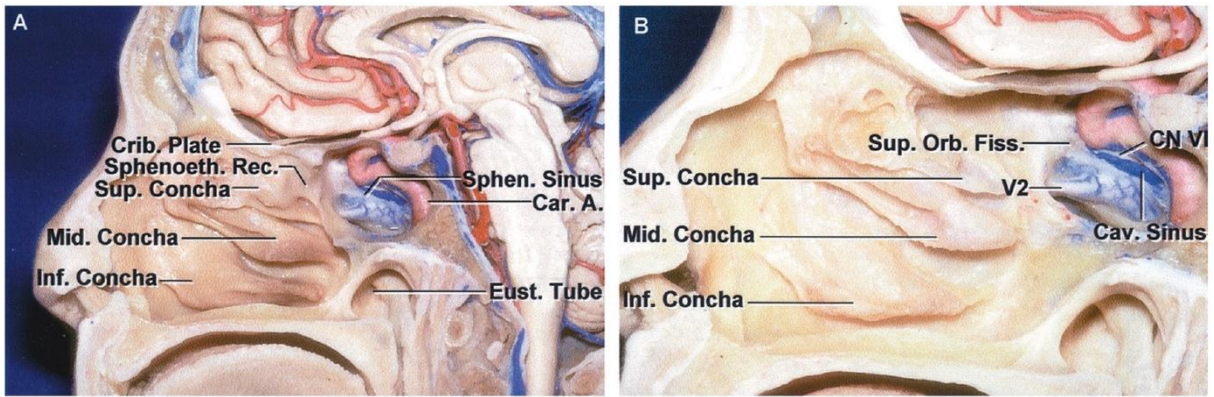 A
Crib. Plate
Sphenoeth. Rec.
Sup. Concha
Sphen. Sinus
Car. A.
Mid. Concha
Inf. Concha
Eust. Tube
B
Sup. Orb. Fiss.
CN VI
Sup. Concha
V2
Mid. Concha
Cav. Sinus
Inf. Concha